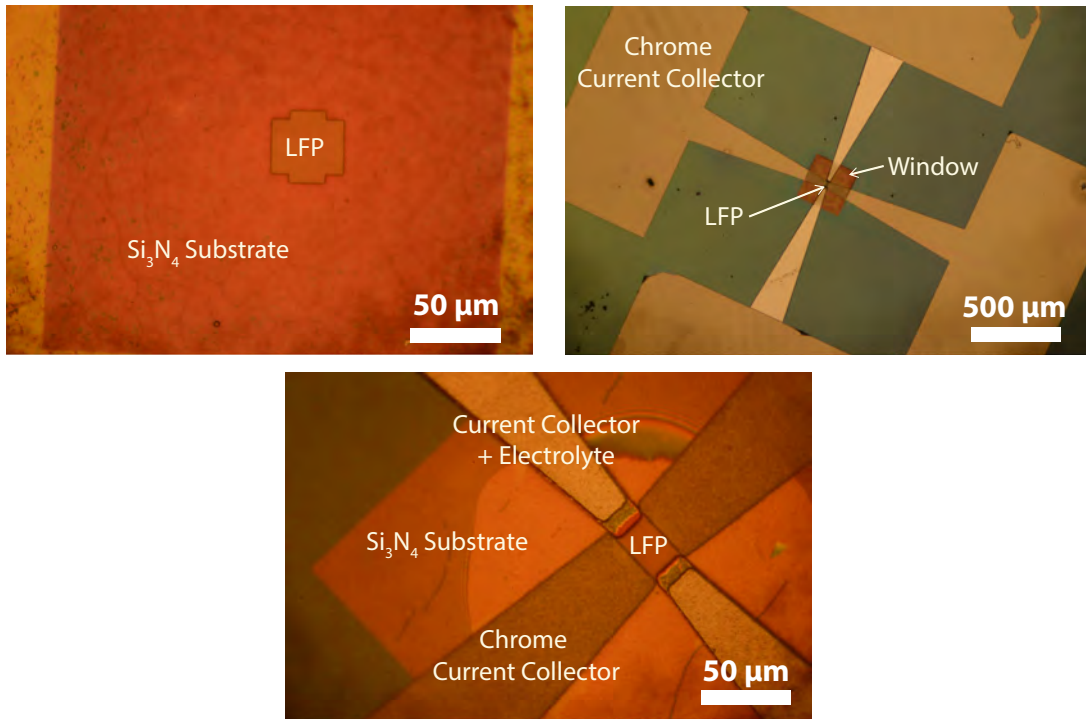 LFP
Si₃N₄ Substrate
50 µm
Chrome
Current Collector
Window
LFP
500 µm
Current Collector
+ Electrolyte
Si₃N₄ Substrate
LFP
Chrome
Current Collector
50 µm